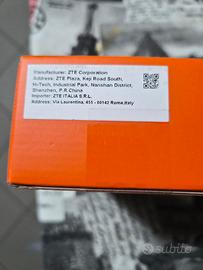 Manufacturer: ZTE Corporation
Address: ZTE Plaza, Keji Road South,
Hi-Tech, Industrial Park, Nanshan District,
Shenzhen, P.R.China
Importer: ZTE ITALIA S.R.L.
Address: Via Laurentina, 455 - 00142 Rome,Italy
subito